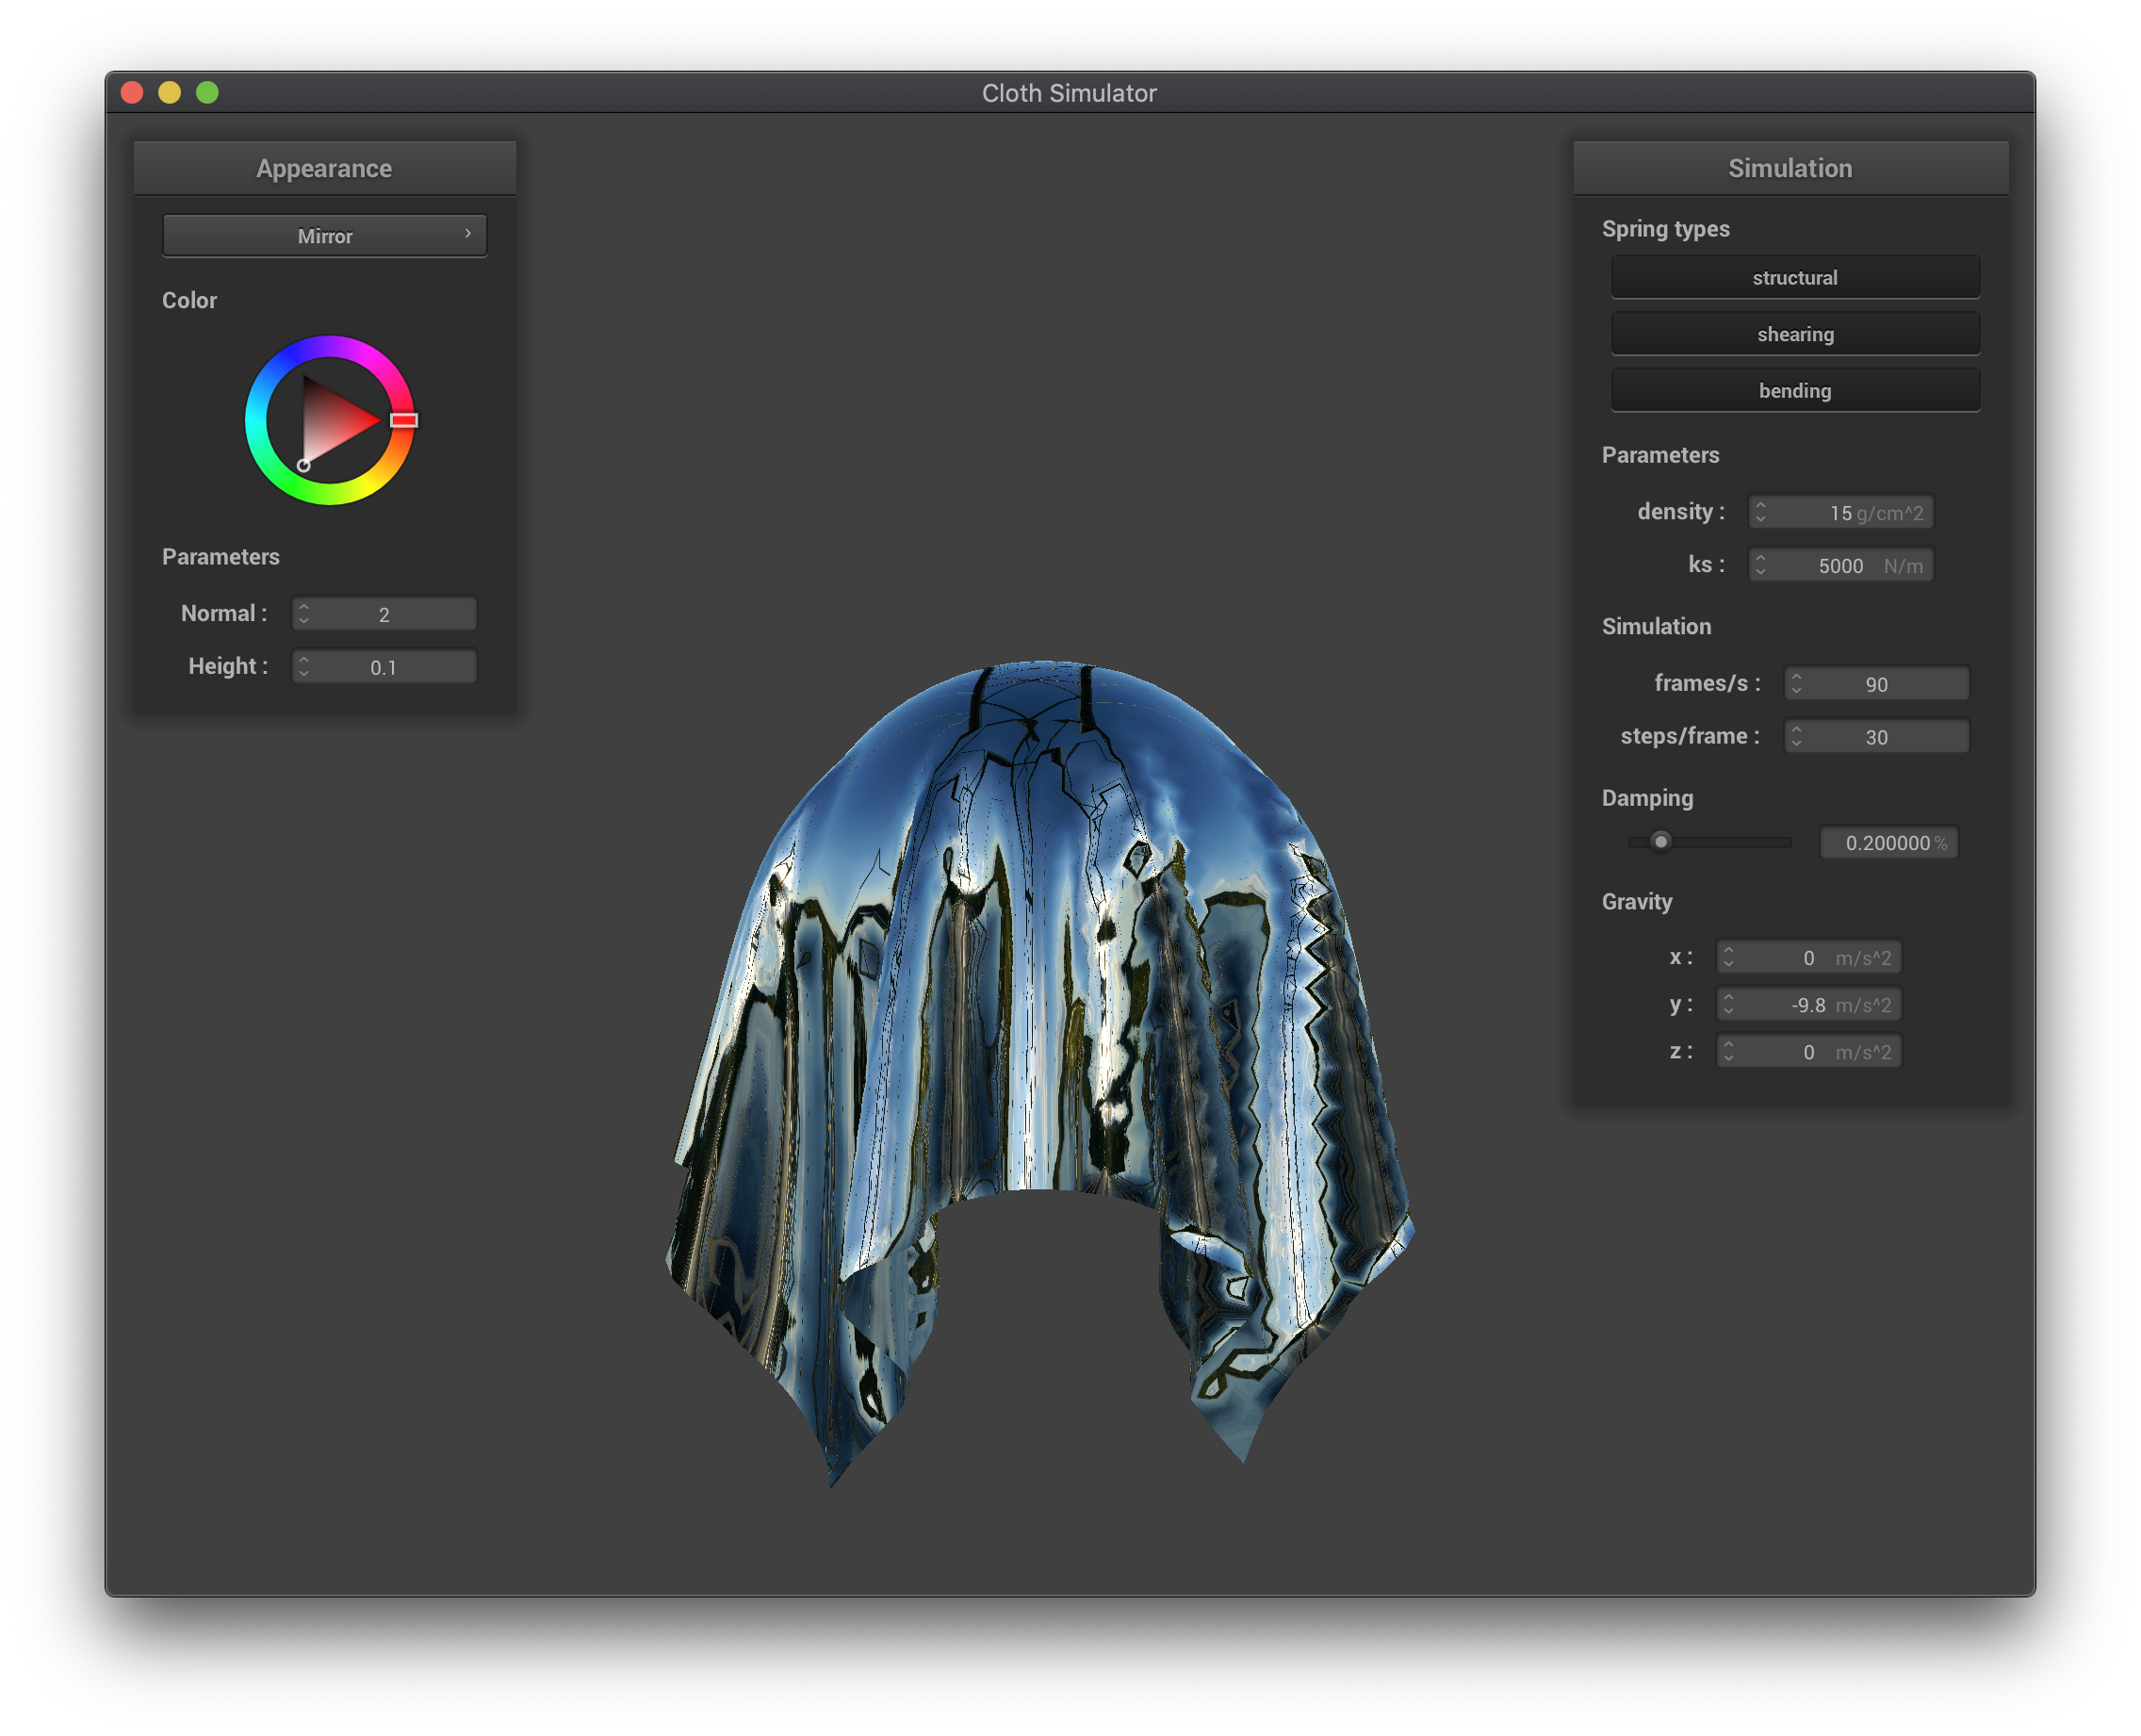 Cloth Simulator
Appearance
Mirror
Color
Parameters
Normal : 2
Height : 0.1
Simulation
Spring types
structural
shearing
bending
Parameters
density : 15 g/cm^2
ks : 5000 N/m
Simulation
frames/s : 90
steps/frame : 30
Damping
0.200000 %
Gravity
x : 0 m/s^2
y : -9.8 m/s^2
z : 0 m/s^2